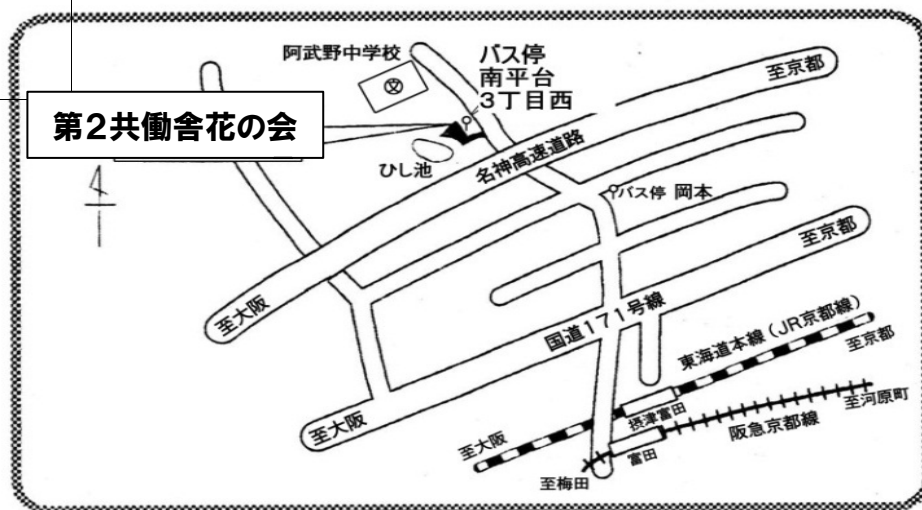 阿武野中学校
バス停
南平台
3丁目西
至京都
第2共働舎花の会
ひし池
名神高速道路
バス停 岡本
至京都
至大阪
国道171号線
東海道本線(JR京都線)
至京都
至大阪
摂津富田
至河原町
至大阪
阪急京都線
富田
至梅田